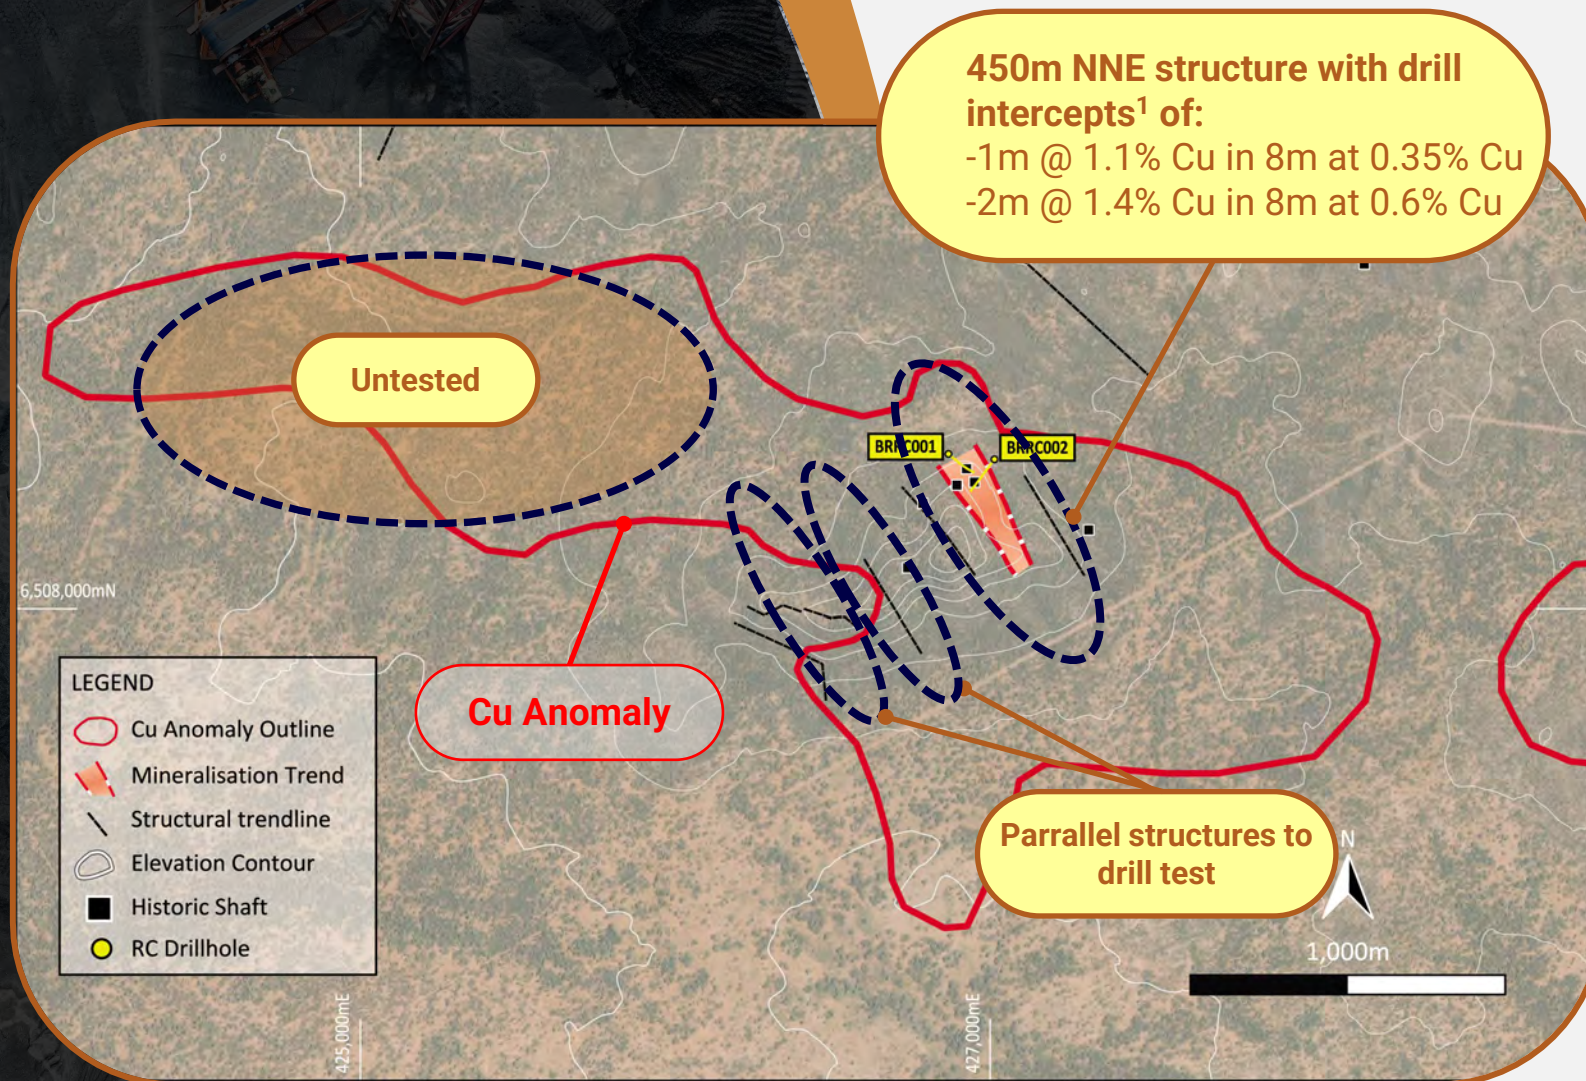 450m NNE structure with drill
intercepts¹ of:
-1m @ 1.1% Cu in 8m at 0.35% Cu
-2m @ 1.4% Cu in 8m at 0.6% Cu
Untested
BRRC001
BRRC002
6,508,000mN
Cu Anomaly
LEGEND
Cu Anomaly Outline
Mineralisation Trend
Structural trendline
Elevation Contour
Historic Shaft
RC Drillhole
Parrallel structures to
drill test
N
1,000m
425,000mE
427,000mE